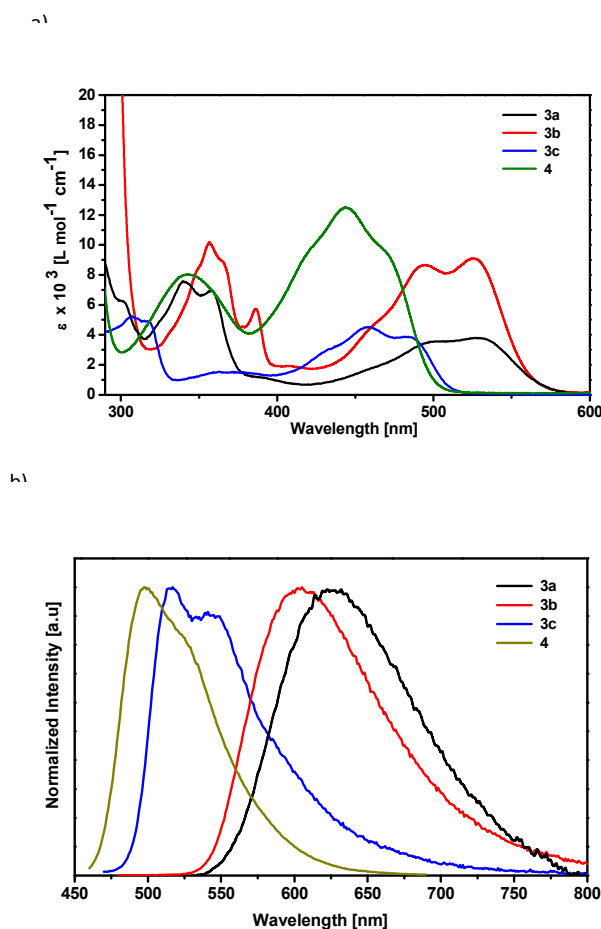 a)
3a
3b
3c
4
ε x 10 ³ [L mol⁻¹ cm⁻¹]
20
18
16
14
12
10
8
6
4
2
0
300 400 500 600
Wavelength [nm]
b)
3a
3b
3c
4
Normalized Intensity [a.u]
450 500 550 600 650 700 750 800
Wavelength [nm]